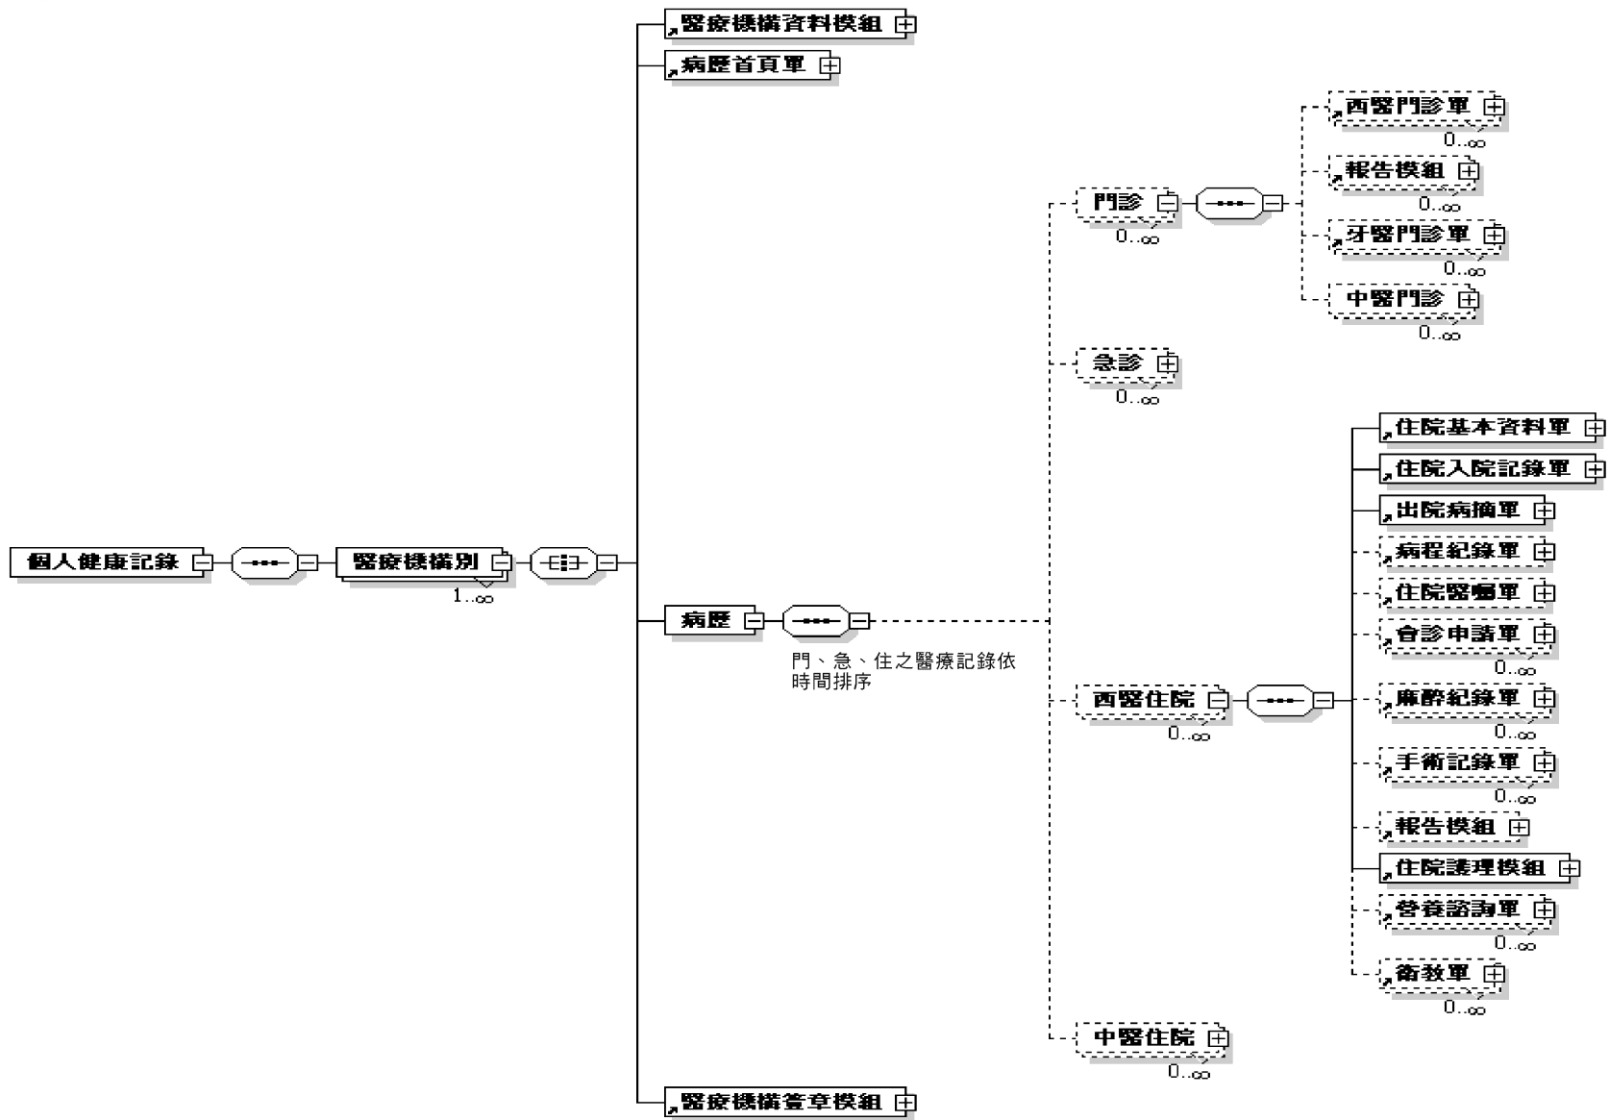 醫療機構資料模組
病歷首頁單
西醫門診單
0..∞
報告模組
0..∞
門診
0..∞
牙醫門診單
0..∞
中醫門診
0..∞
急診
0..∞
住院基本資料單
住院入院記錄單
出院病摘單
個人健康記錄
醫療機構別
1..∞
病程紀錄單
住院醫囑單
病歷
門、急、住之醫療記錄依
時間排序
會診申請單
0..∞
西醫住院
0..∞
麻醉紀錄單
0..∞
手術記錄單
0..∞
報告模組
住院護理模組
營養諮詢單
0..∞
衛教單
0..∞
中醫住院
0..∞
醫療機構簽章模組